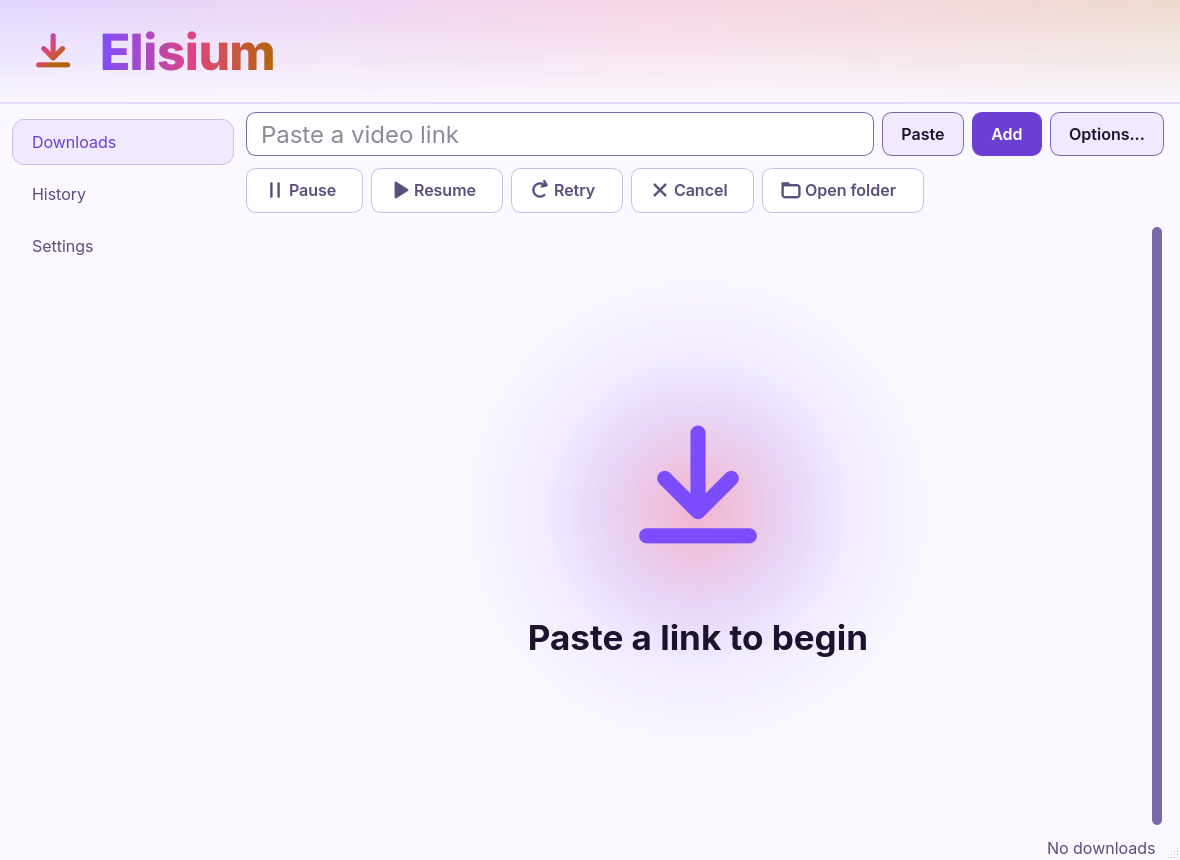 Elisium
Downloads
History
Settings
Paste a video link
Paste
Add
Options...
Pause
Resume
Retry
Cancel
Open folder
Paste a link to begin
No downloads